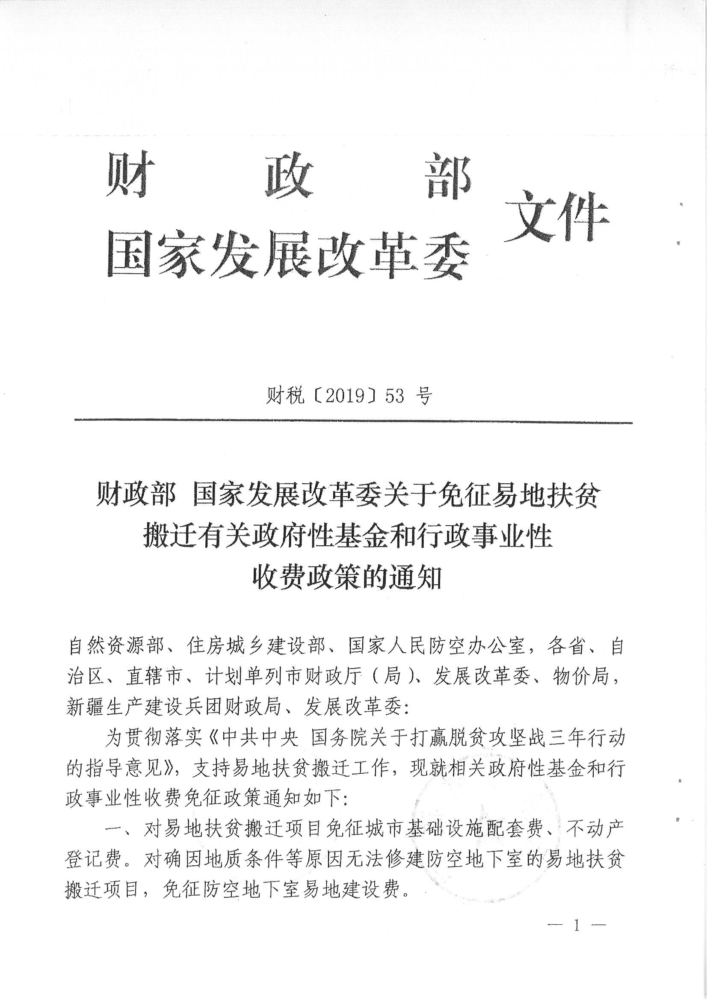 财政部
国家发展改革委
文件
财税〔2019〕53 号
财政部 国家发展改革委关于免征易地扶贫
搬迁有关政府性基金和行政事业性
收费政策的通知
自然资源部、住房城乡建设部、国家人民防空办公室，各省、自
治区、直辖市、计划单列市财政厅（局）、发展改革委、物价局，
新疆生产建设兵团财政局、发展改革委：
为贯彻落实《中共中央 国务院关于打赢脱贫攻坚战三年行动
的指导意见》，支持易地扶贫搬迁工作，现就相关政府性基金和行
政事业性收费免征政策通知如下：
一、对易地扶贫搬迁项目免征城市基础设施配套费、不动产
登记费。对确因地质条件等原因无法修建防空地下室的易地扶贫
搬迁项目，免征防空地下室易地建设费。
— 1 —